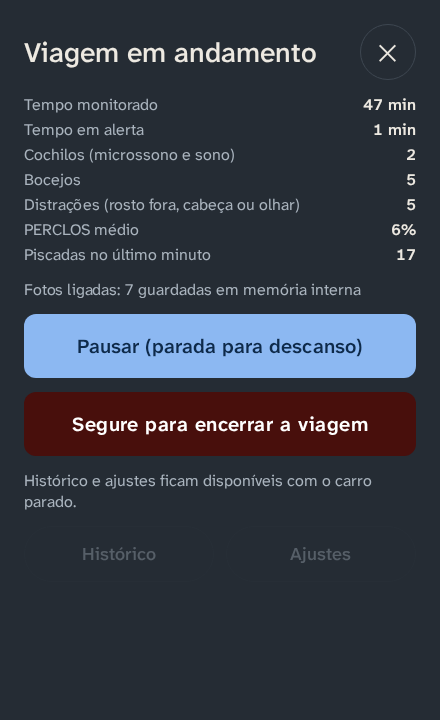 Viagem em andamento
Tempo monitorado 47 min
Tempo em alerta 1 min
Cochilos (microssono e sono) 2
Bocejos 5
Distrações (rosto fora, cabeça ou olhar) 5
PERCLOS médio 6%
Piscadas no último minuto 17
Fotos ligadas: 7 guardadas em memória interna
Pausar (parada para descanso)
Segure para encerrar a viagem
Histórico e ajustes ficam disponíveis com o carro
parado.
Histórico Ajustes